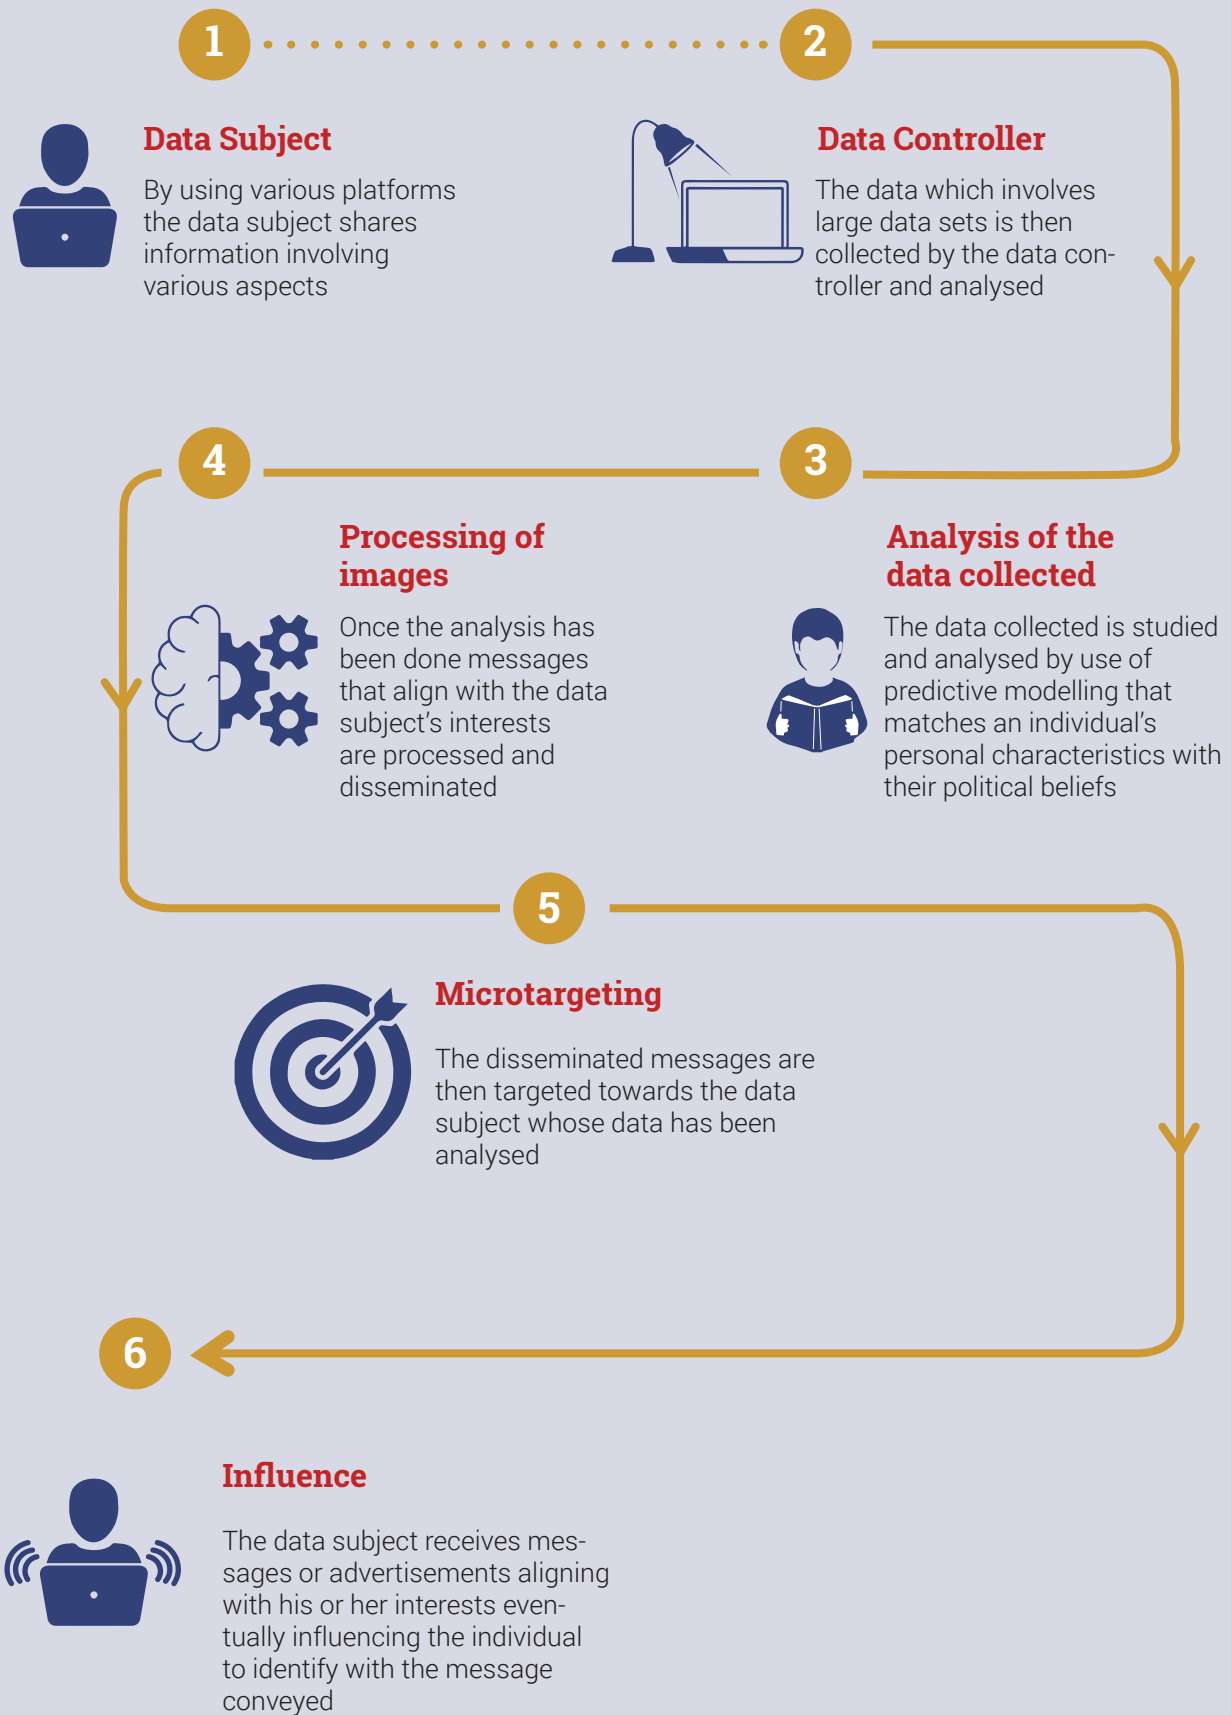 1
2
Data Subject
By using various platforms
the data subject shares
information involving
various aspects
Data Controller
The data which involves
large data sets is then
collected by the data con-
troller and analysed
3
Analysis of the
data collected
The data collected is studied
and analysed by use of
predictive modelling that
matches an individual's
personal characteristics with
their political beliefs
4
Processing of
images
Once the analysis has
been done messages
that align with the data
subject's interests
are processed and
disseminated
5
Microtargeting
The disseminated messages are
then targeted towards the data
subject whose data has been
analysed
6
Influence
The data subject receives mes-
sages or advertisements aligning
with his or her interests even-
tually influencing the individual
to identify with the message
conveyed